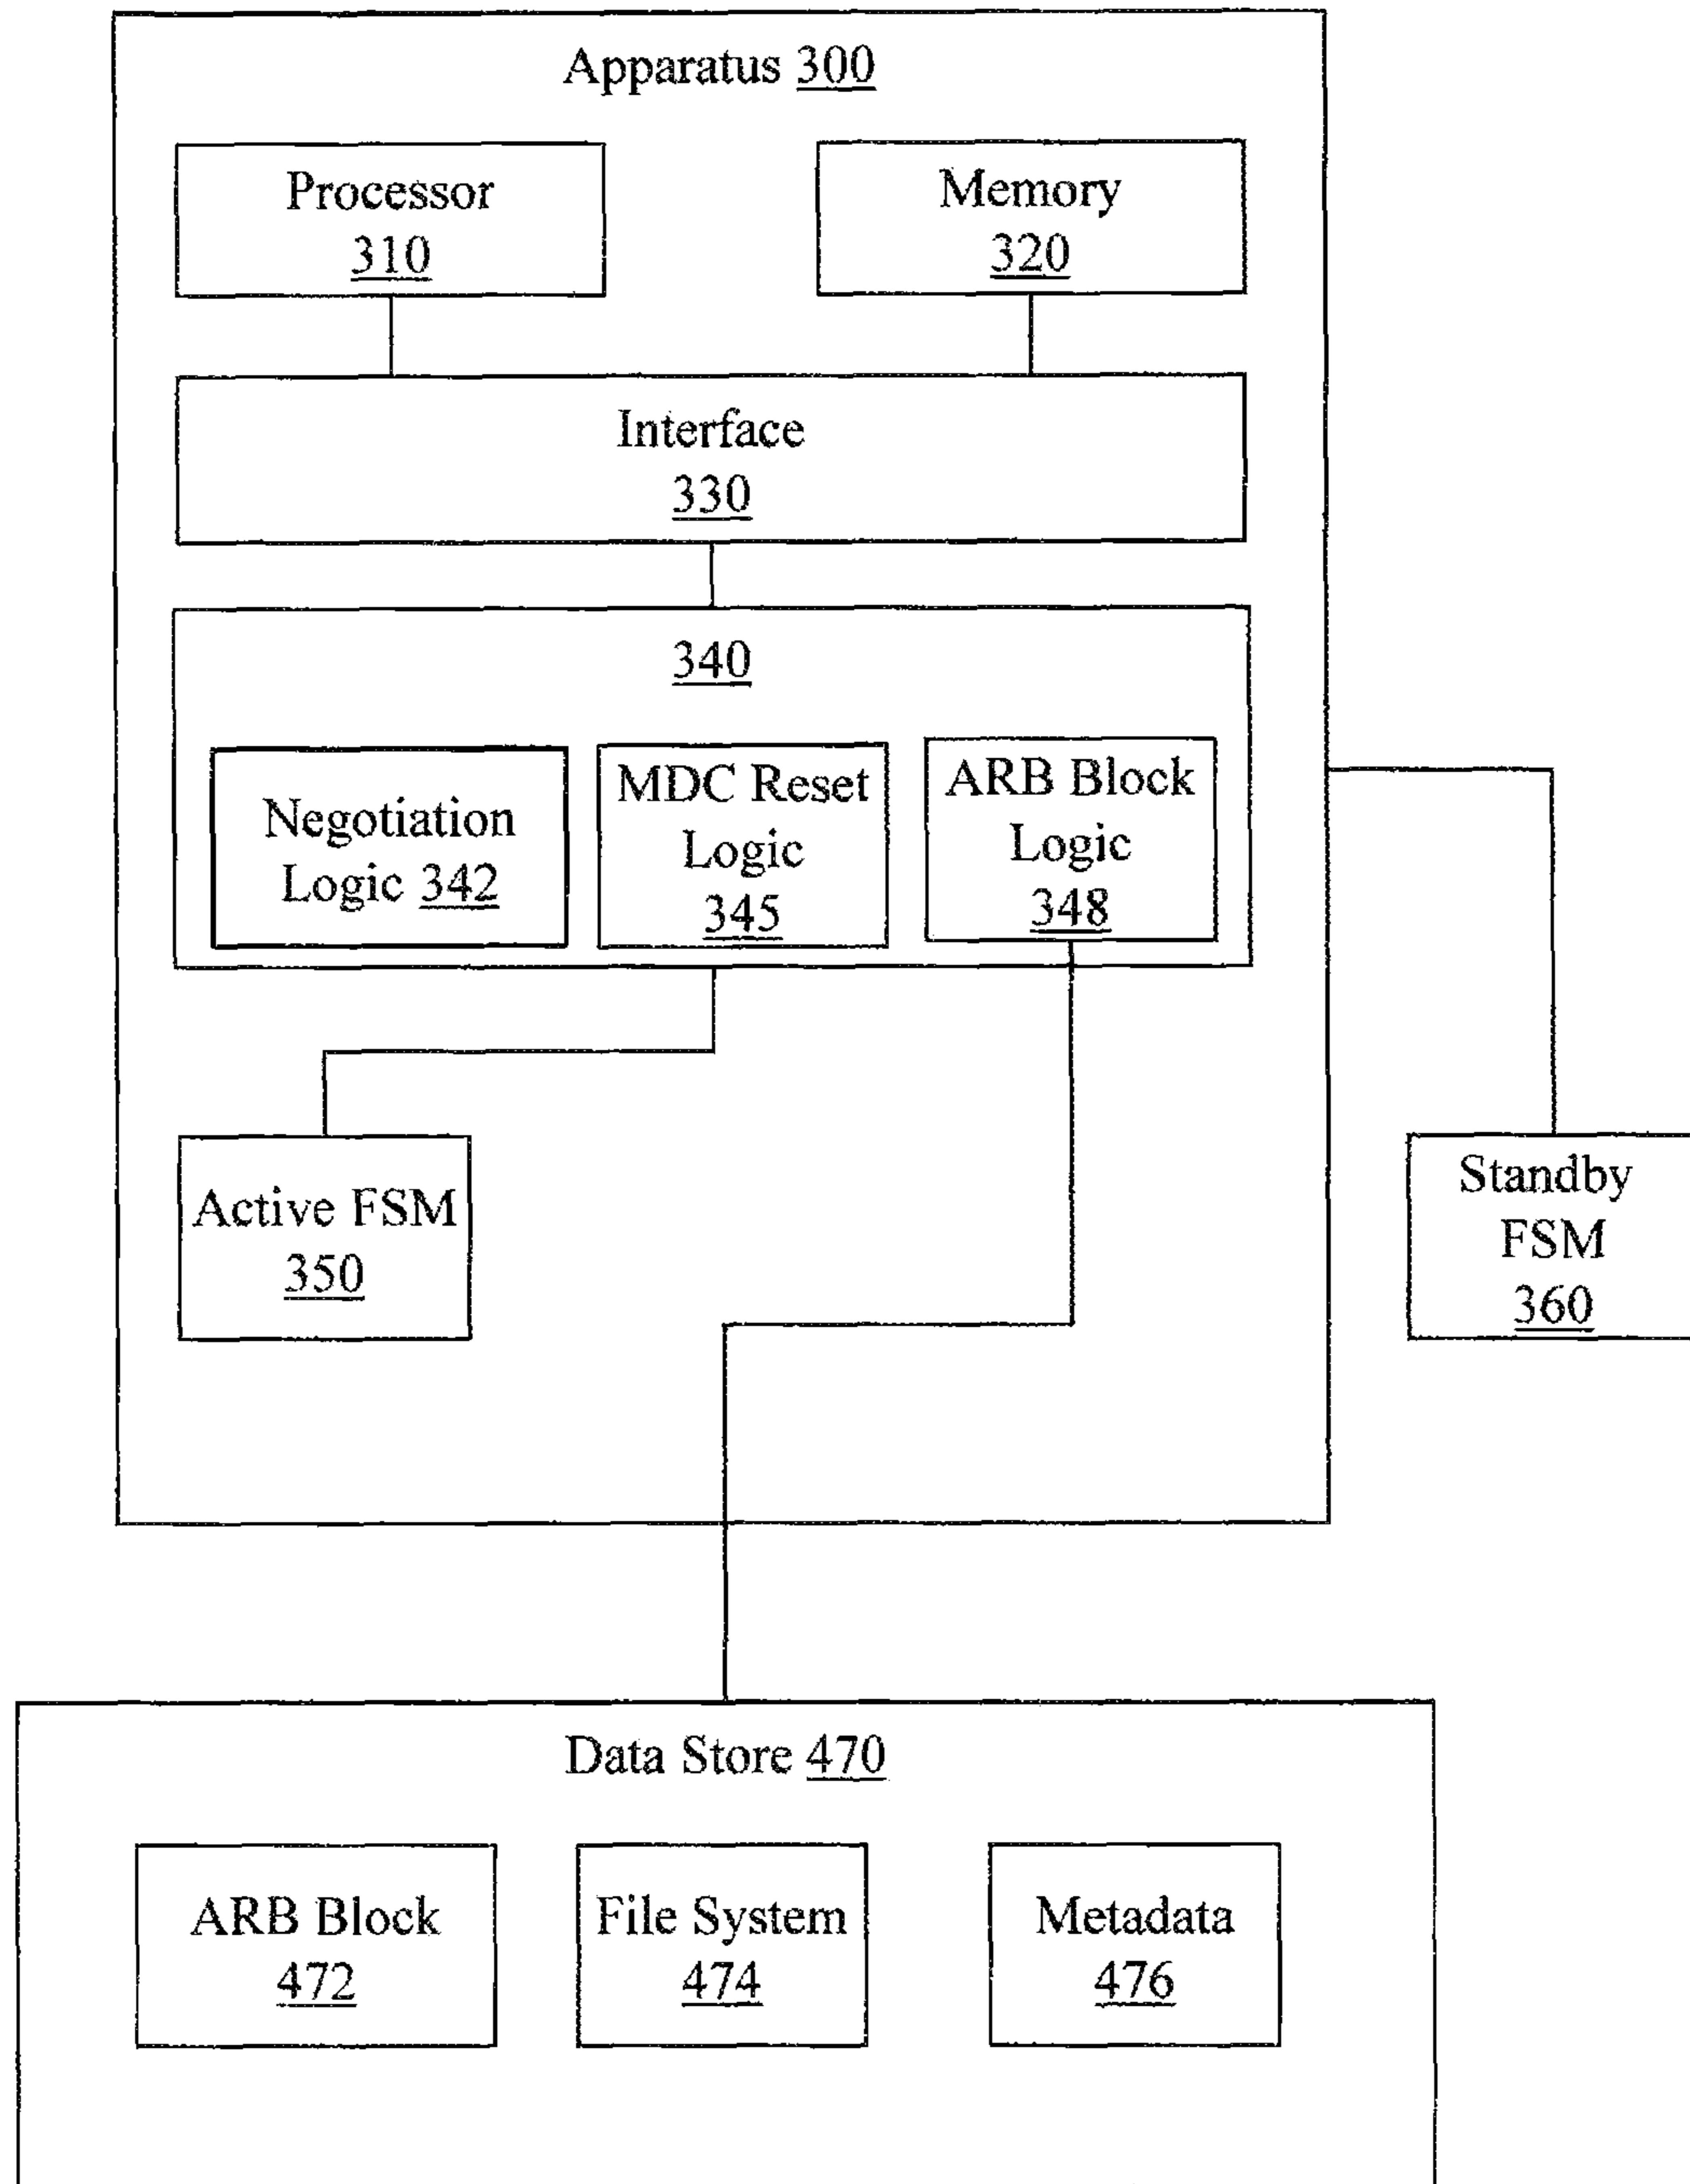 Apparatus 300
Processor
310
Memory
320
Interface
330
340
Negotiation
Logic 342
MDC Reset
Logic
345
ARB Block
Logic
348
Active FSM
350
Standby
FSM
360
Data Store 470
ARB Block
472
File System
474
Metadata
476